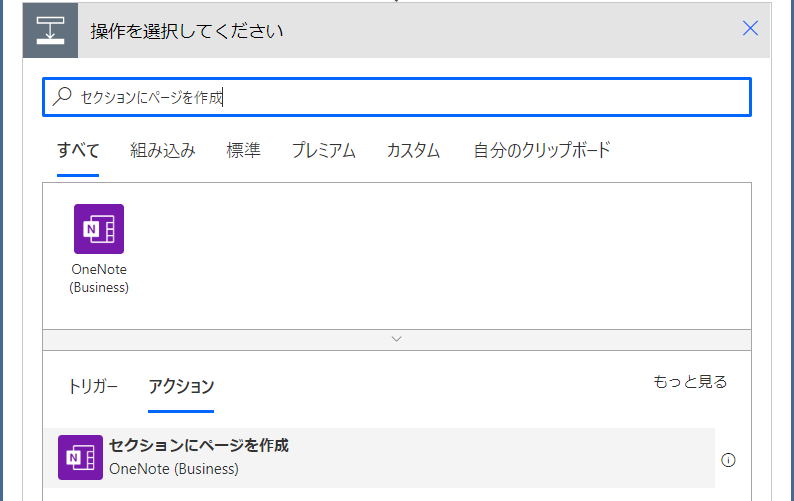 操作を選択してください
セクションにページを作成
すべて 組み込み 標準 プレミアム カスタム 自分のクリップボード
N
OneNote
(Business)
トリガー アクション もっと見る
N
セクションにページを作成
OneNote (Business)